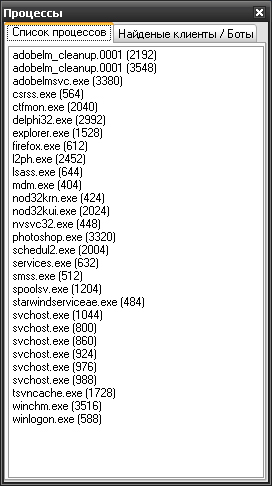 Процессы
Список процессов
Найденые клиенты / Боты
adobelm_cleanup.0001 (2192)
adobelm_cleanup.0001 (3548)
adobelmsvc.exe (3380)
csrss.exe (564)
ctfmon.exe (2040)
delphi32.exe (2992)
explorer.exe (1528)
firefox.exe (612)
l2ph.exe (2452)
lsass.exe (644)
mdm.exe (404)
nod32krn.exe (424)
nod32kui.exe (2024)
nvsvc32.exe (448)
photoshop.exe (3320)
schedul2.exe (2004)
services.exe (632)
smss.exe (512)
spoolsv.exe (1204)
starwindserviceae.exe (484)
svchost.exe (1044)
svchost.exe (800)
svchost.exe (860)
svchost.exe (924)
svchost.exe (976)
svchost.exe (988)
tsvncache.exe (1728)
winchm.exe (3516)
winlogon.exe (588)